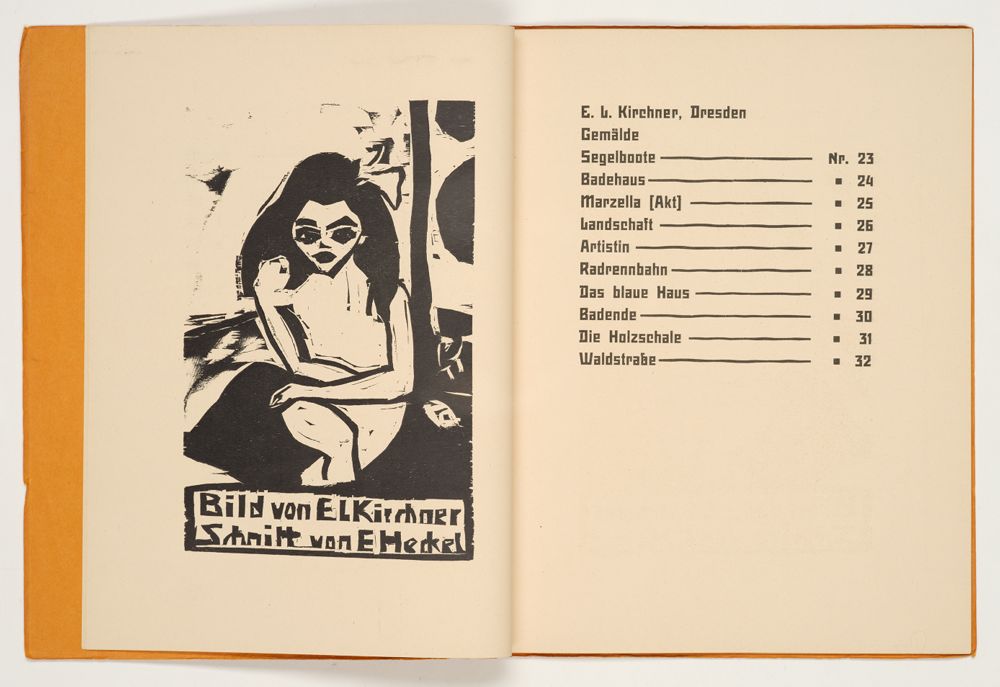 Bild von E L Kirchner
Schnitt von E Heckel
E. L. Kirchner, Dresden
Gemälde
Segelboote Nr. 23
Badehaus " 24
Marzella [Akt] " 25
Landschaft " 26
Artistin " 27
Radrennbahn " 28
Das blaue Haus " 29
Badende " 30
Die Holzschale " 31
Waldstraße " 32